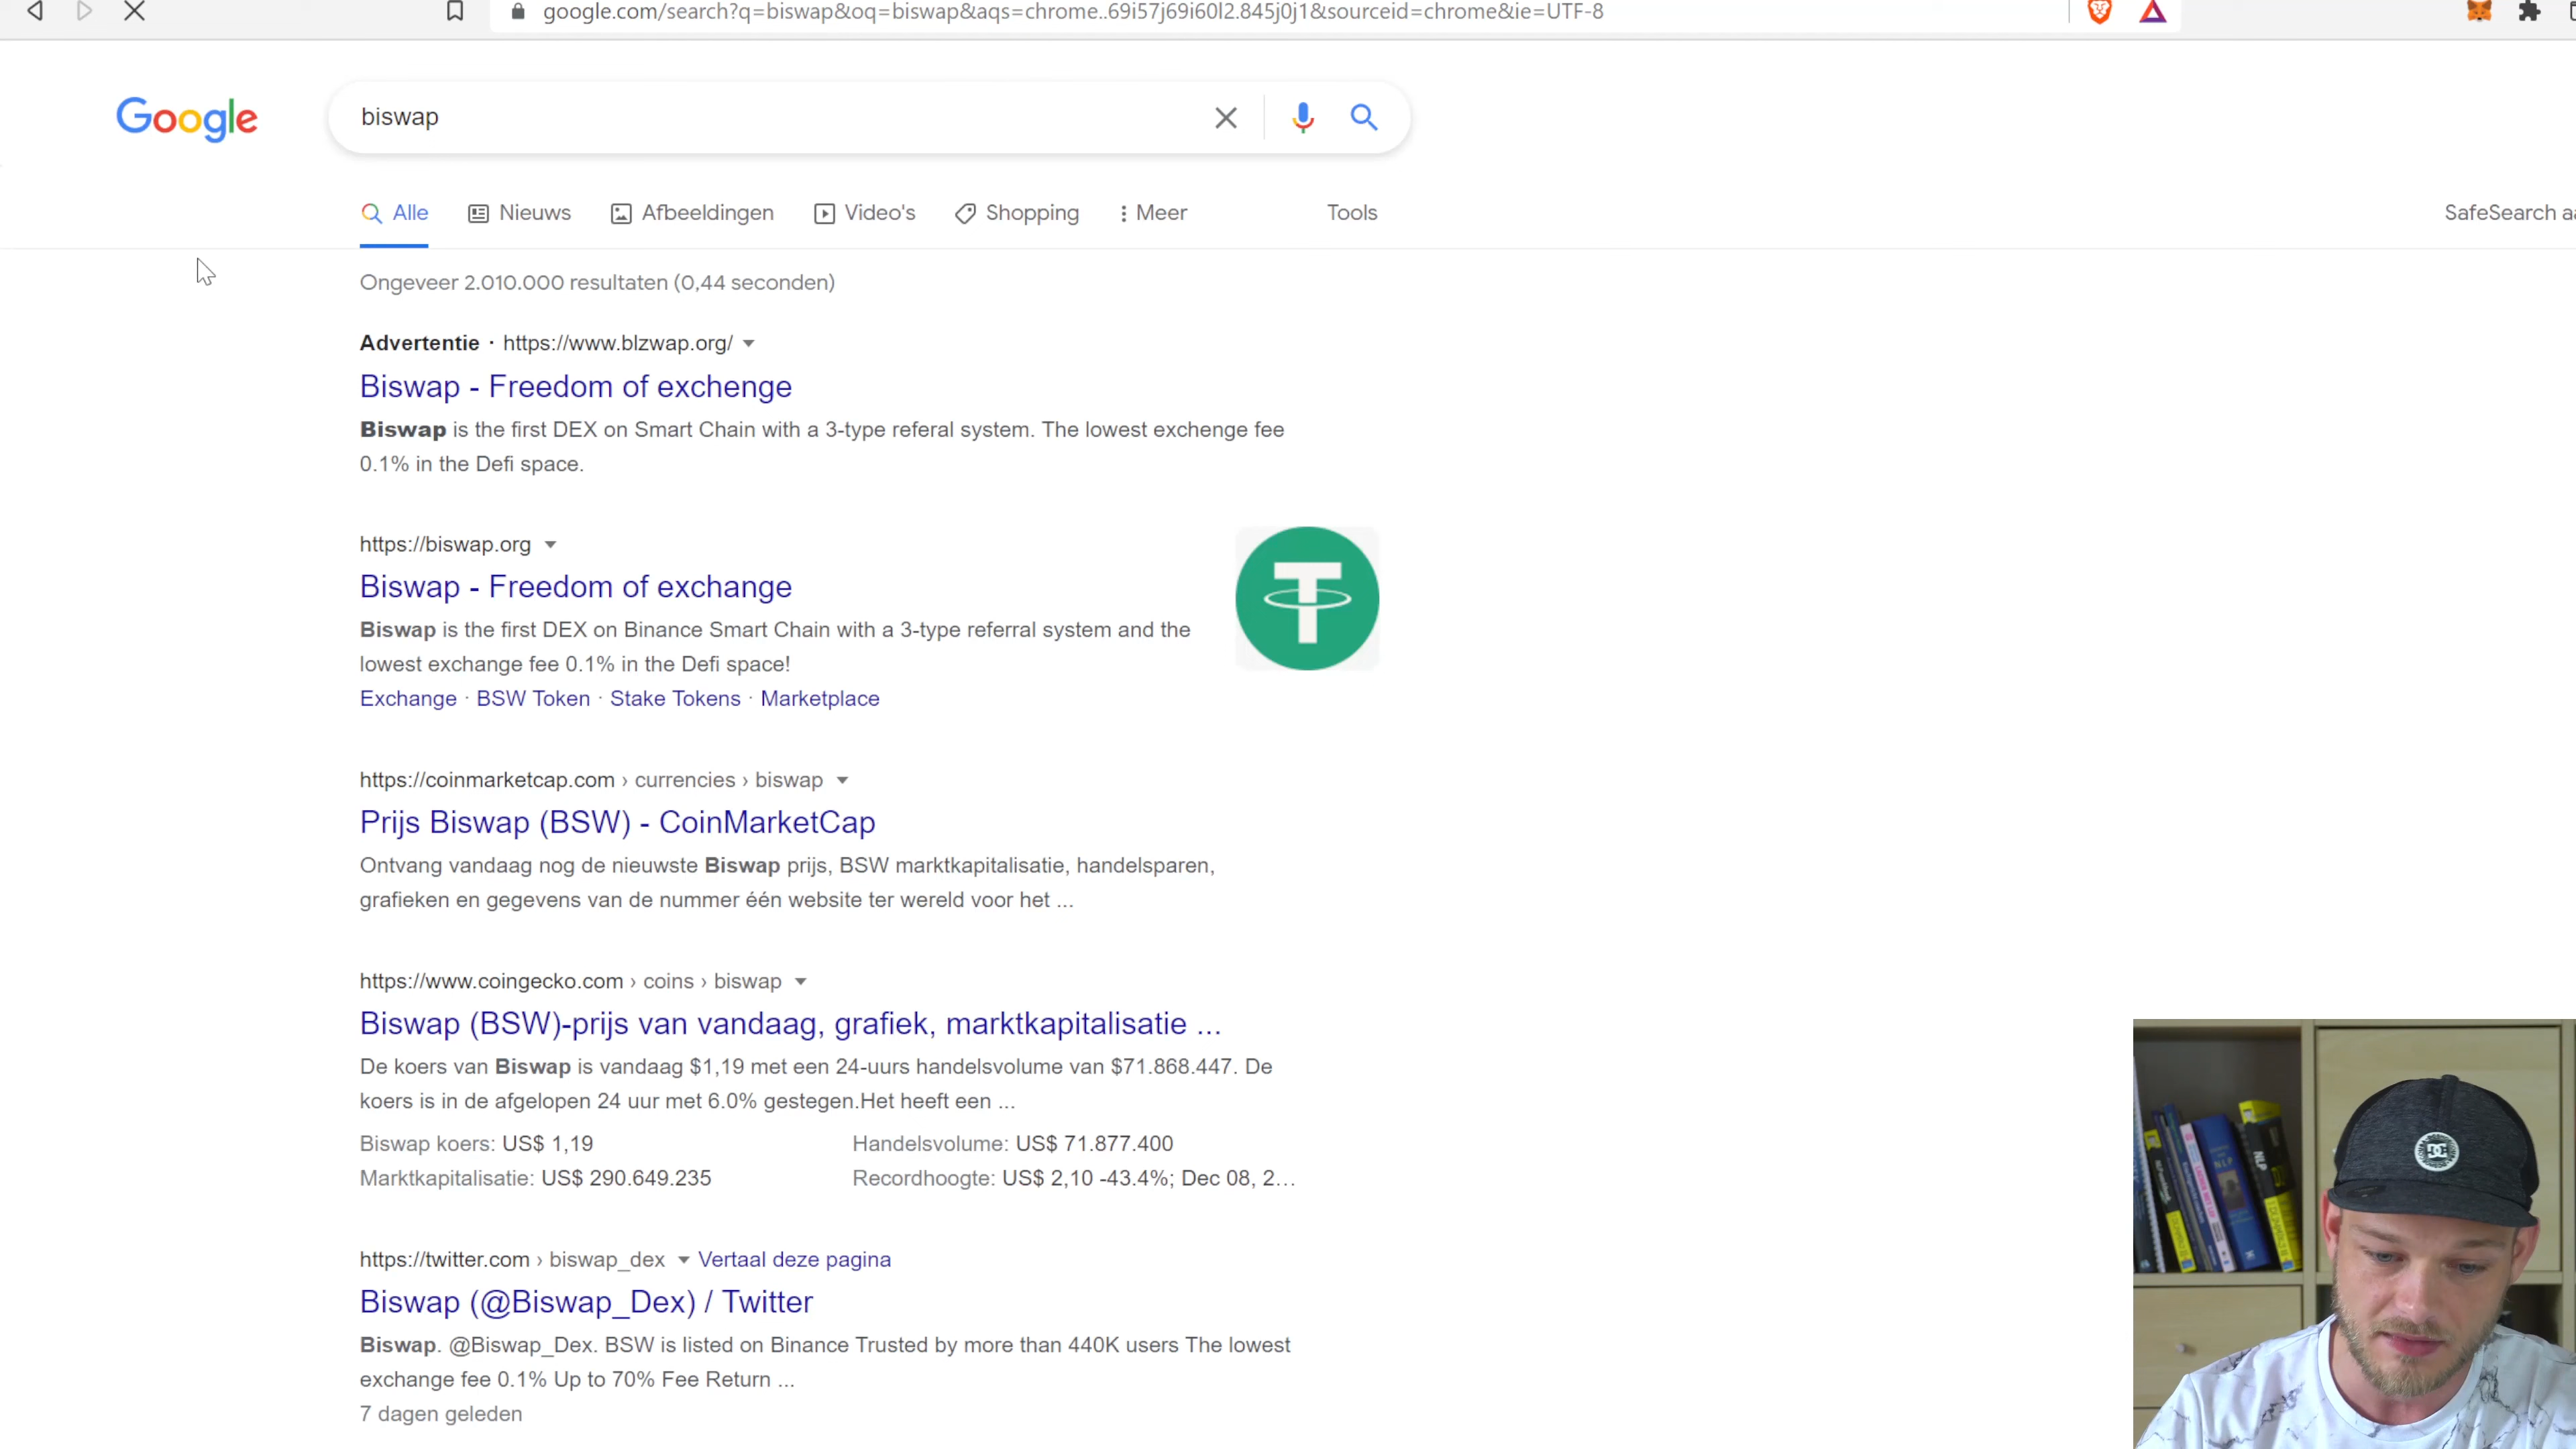 google.com/search?q=biswap&oq=biswap&aqs=chrome..69i57j69i60l2.845j0j1&sourceid=chrome&ie=UTF-8
Google
biswap
Alle
Nieuws
Afbeeldingen
Video's
Shopping
Meer
Tools
SafeSearch aa
Ongeveer 2.010.000 resultaten (0,44 seconden)
Advertentie · https://www.blzwap.org/
Biswap - Freedom of exchenge
Biswap is the first DEX on Smart Chain with a 3-type referal system. The lowest exchenge fee
0.1% in the Defi space.
https://biswap.org
Biswap - Freedom of exchange
Biswap is the first DEX on Binance Smart Chain with a 3-type referral system and the
lowest exchange fee 0.1% in the Defi space!
Exchange · BSW Token · Stake Tokens · Marketplace
https://coinmarketcap.com › currencies › biswap
Prijs Biswap (BSW) - CoinMarketCap
Ontvang vandaag nog de nieuwste Biswap prijs, BSW marktkapitalisatie, handelsparen,
grafieken en gegevens van de nummer één website ter wereld voor het ...
https://www.coingecko.com › coins › biswap
Biswap (BSW)-prijs van vandaag, grafiek, marktkapitalisatie ...
De koers van Biswap is vandaag $1,19 met een 24-uurs handelsvolume van $71.868.447. De
koers is in de afgelopen 24 uur met 6.0% gestegen.Het heeft een ...
Biswap koers: US$ 1,19
Handelsvolume: US$ 71.877.400
Marktkapitalisatie: US$ 290.649.235
Recordhoogte: US$ 2,10 -43.4%; Dec 08, 2…
https://twitter.com › biswap_dex
Vertaal deze pagina
Biswap (@Biswap_Dex) / Twitter
Biswap. @Biswap_Dex. BSW is listed on Binance Trusted by more than 440K users The lowest
exchange fee 0.1% Up to 70% Fee Return ...
7 dagen geleden
NLP
NLP